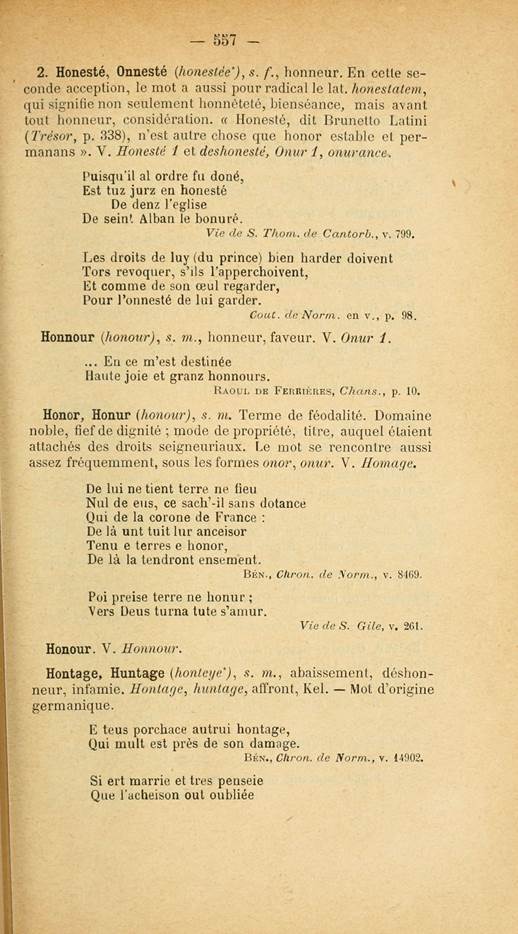 — 557 —
2. Honesté, Onnesté (honestée*), s. f., honneur. En cette se-
conde acception, le mot a aussi pour radical le lat. honestatem,
qui signifie non seulement honnêteté, bienséance, mais avant
tout honneur, considération. « Honesté, dit Brunetto Latini
(Trésor, p. 338), n'est autre chose que honor estable et per-
manans ». V. Honesté 1 et deshonesté, Onur 1, onurance.
Puisqu'il al ordre fu doné,
Est tuz jurz en honesté
De denz l'eglise
De seint Alban le bonuré.
Vie de S. Thom. de Cantorb., v. 799.
Les droits de luy (du prince) bien harder doivent
Tors revoquer, s'ils l'apperchoivent,
Et comme de son œul regarder,
Pour l'onnesté de lui garder.
Cout. de Norm. en v., p. 98.
Honnour (honour), s. m., honneur, faveur. V. Onur 1.
... En ce m'est destinée
Haute joie et granz honnours.
Raoul de Ferrières, Chans., p. 10.
Honor, Honur (honour), s. m. Terme de féodalité. Domaine
noble, fief de dignité ; mode de propriété, titre, auquel étaient
attachés des droits seigneuriaux. Le mot se rencontre aussi
assez fréquemment, sous les formes onor, onur. V. Homage.
De lui ne tient terre ne fieu
Nul de eus, ce sach'-il sans dotance
Qui de la corone de France :
De là unt tuit lur anceisor
Tenu e terres e honor,
De là la tendront ensement.
Bén., Chron. de Norm., v. 8469.
Poi preise terre ne honur ;
Vers Deus turna tute s'amur.
Vie de S. Gile, v. 261.
Honour. V. Honnour.
Hontage, Huntage (honteye*), s. m., abaissement, déshon-
neur, infamie. Hontage, huntage, affront, Kel. — Mot d'origine
germanique.
E teus porchace autrui hontage,
Qui mult est près de son damage.
Bén., Chron. de Norm., v. 14902.
Si ert marrie et tres penseie
Que l'acheison out oubliée